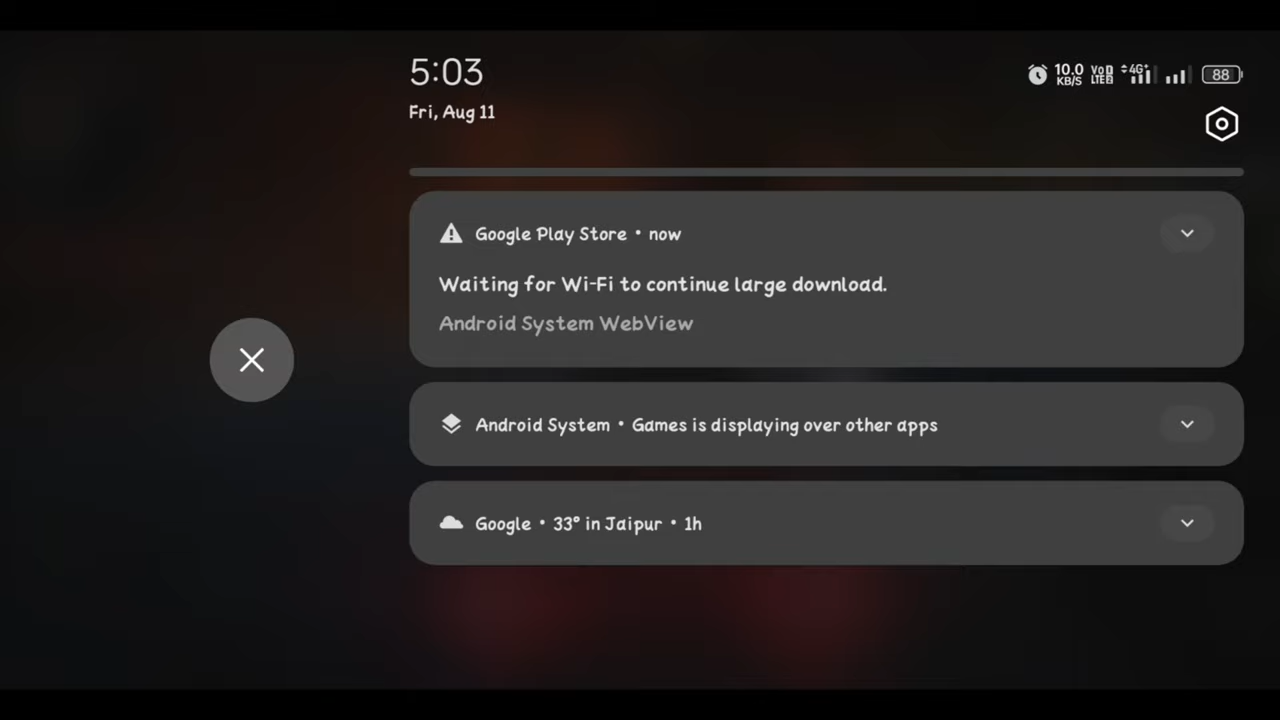 5:03
10.0 KB/S VoD LTE2 4G+ 88
Fri, Aug 11
Google Play Store • now
Waiting for Wi-Fi to continue large download.
Android System WebView
Android System • Games is displaying over other apps
Google • 33° in Jaipur • 1h